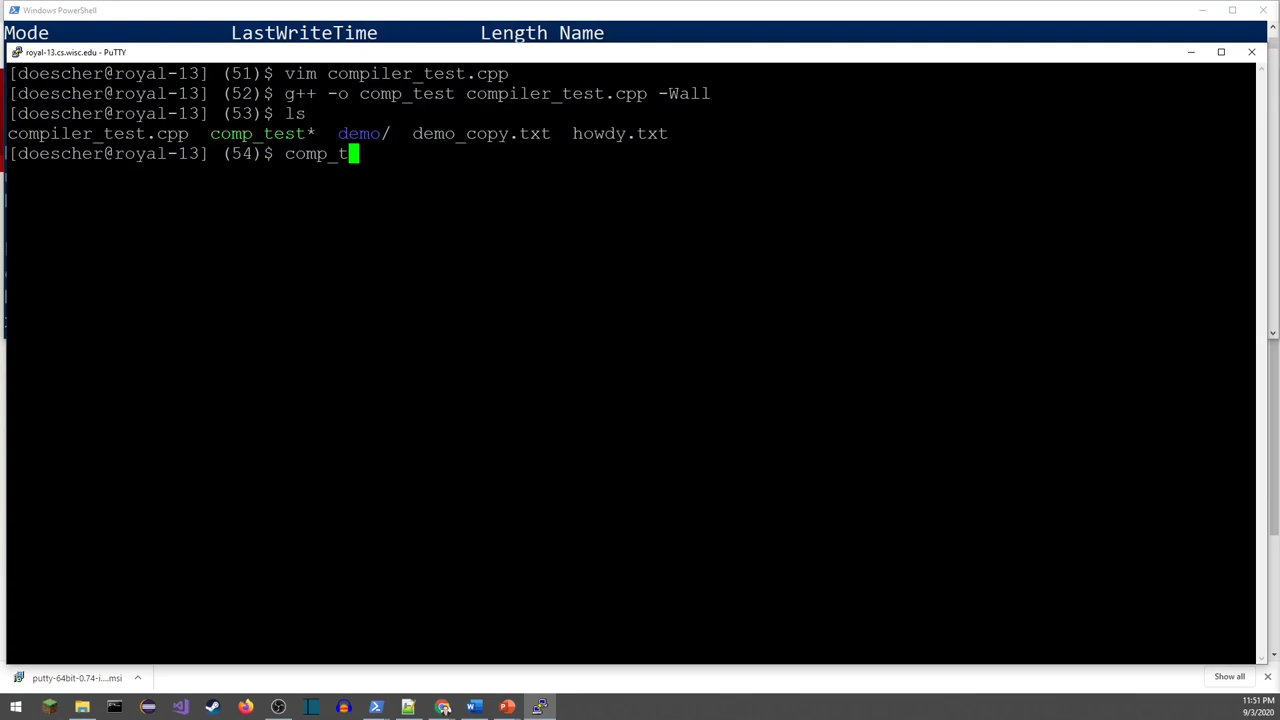 Windows PowerShell
Mode LastWriteTime Length Name
royal-13.cs.wisc.edu - PuTTY
[doescher@royal-13] (51)$ vim compiler_test.cpp
[doescher@royal-13] (52)$ g++ -o comp_test compiler_test.cpp -Wall
[doescher@royal-13] (53)$ ls
compiler_test.cpp comp_test* demo/ demo_copy.txt howdy.txt
[doescher@royal-13] (54)$ comp_t
putty-64bit-0.74-i....msi
Show all
11:51 PM
9/3/2020